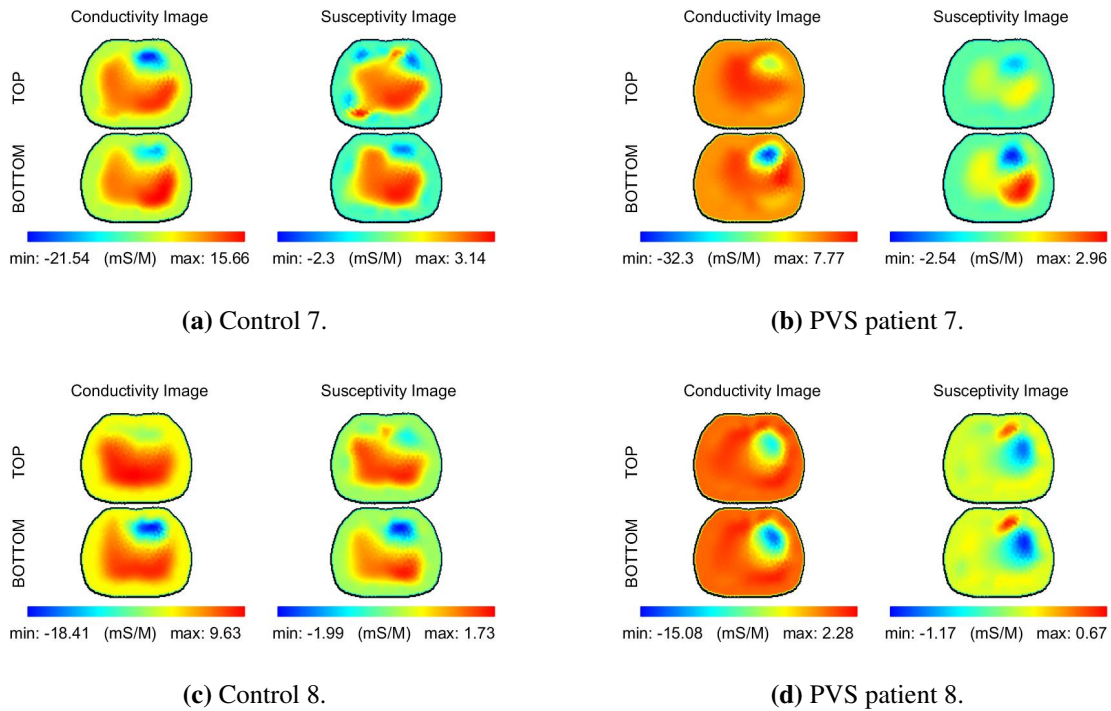 Conductivity Image Susceptivity Image
TOP
BOTTOM
min: -21.54 (mS/M) max: 15.66 min: -2.3 (mS/M) max: 3.14
(a) Control 7.
Conductivity Image Susceptivity Image
TOP
BOTTOM
min: -32.3 (mS/M) max: 7.77 min: -2.54 (mS/M) max: 2.96
(b) PVS patient 7.
Conductivity Image Susceptivity Image
TOP
BOTTOM
min: -18.41 (mS/M) max: 9.63 min: -1.99 (mS/M) max: 1.73
(c) Control 8.
Conductivity Image Susceptivity Image
TOP
BOTTOM
min: -15.08 (mS/M) max: 2.28 min: -1.17 (mS/M) max: 0.67
(d) PVS patient 8.